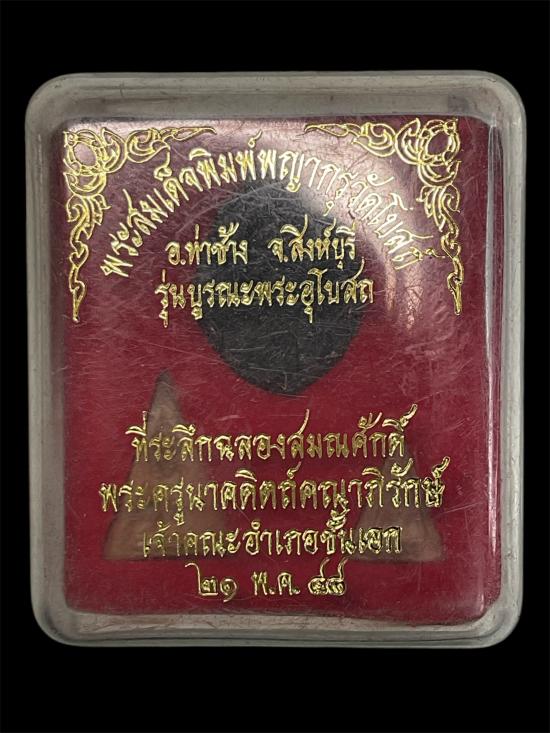 พระสมเด็จพิมพ์พญากรุวัดโบสถ์
อ.ท่าช้าง จ.สิงห์บุรี
รุ่นบูรณะพระอุโบสถ
ที่ระลึกฉลองสมณศักดิ์
พระครูนาคดิตถ์คณาภิรักษ์
เจ้าคณะอำเภอชั้นเอก
๒๑ พ.ค. ๔๘